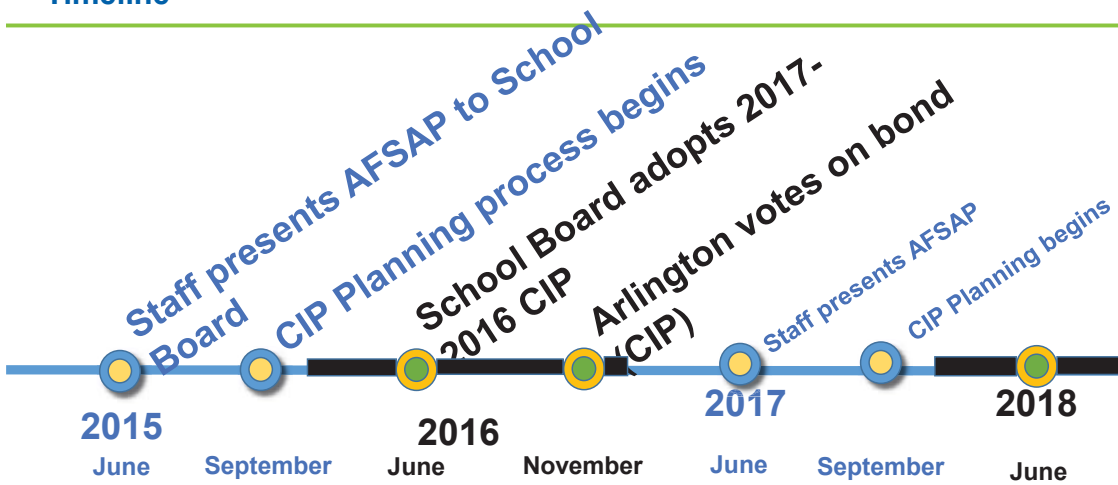 Timeline
Staff presents AFSAP to School
Board
CIP Planning process begins
School Board adopts 2017-
2016 CIP
Arlington votes on bond
(CIP)
Staff presents AFSAP
CIP Planning begins
2015
2016
2017
2018
June
September
June
November
June
September
June